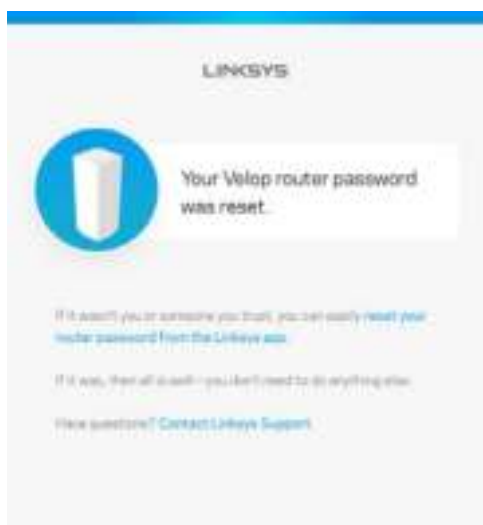 LINKSYS
Your Velop router password
was reset.
If it wasn't you or someone you trust, you can easily reset your
router password from the Linksys app.
If it was, then all is well - you don't need to do anything else.
Have questions? Contact Linksys Support